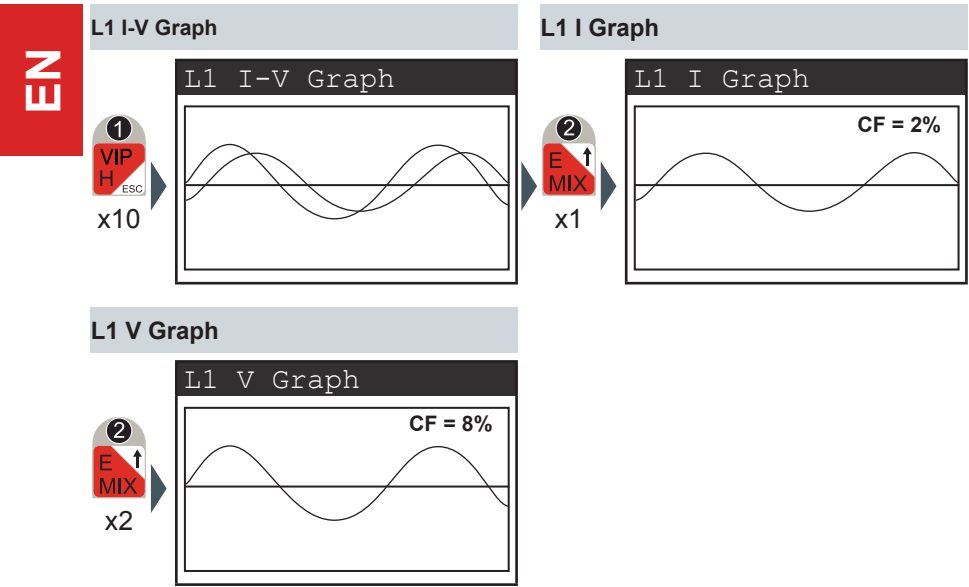 EN
L1 I-V Graph
L1 I Graph
1
VIP
H
ESC
x10
L1 I-V Graph
2
E
MIX
x1
L1 I Graph
CF = 2%
L1 V Graph
2
E
MIX
x2
L1 V Graph
CF = 8%